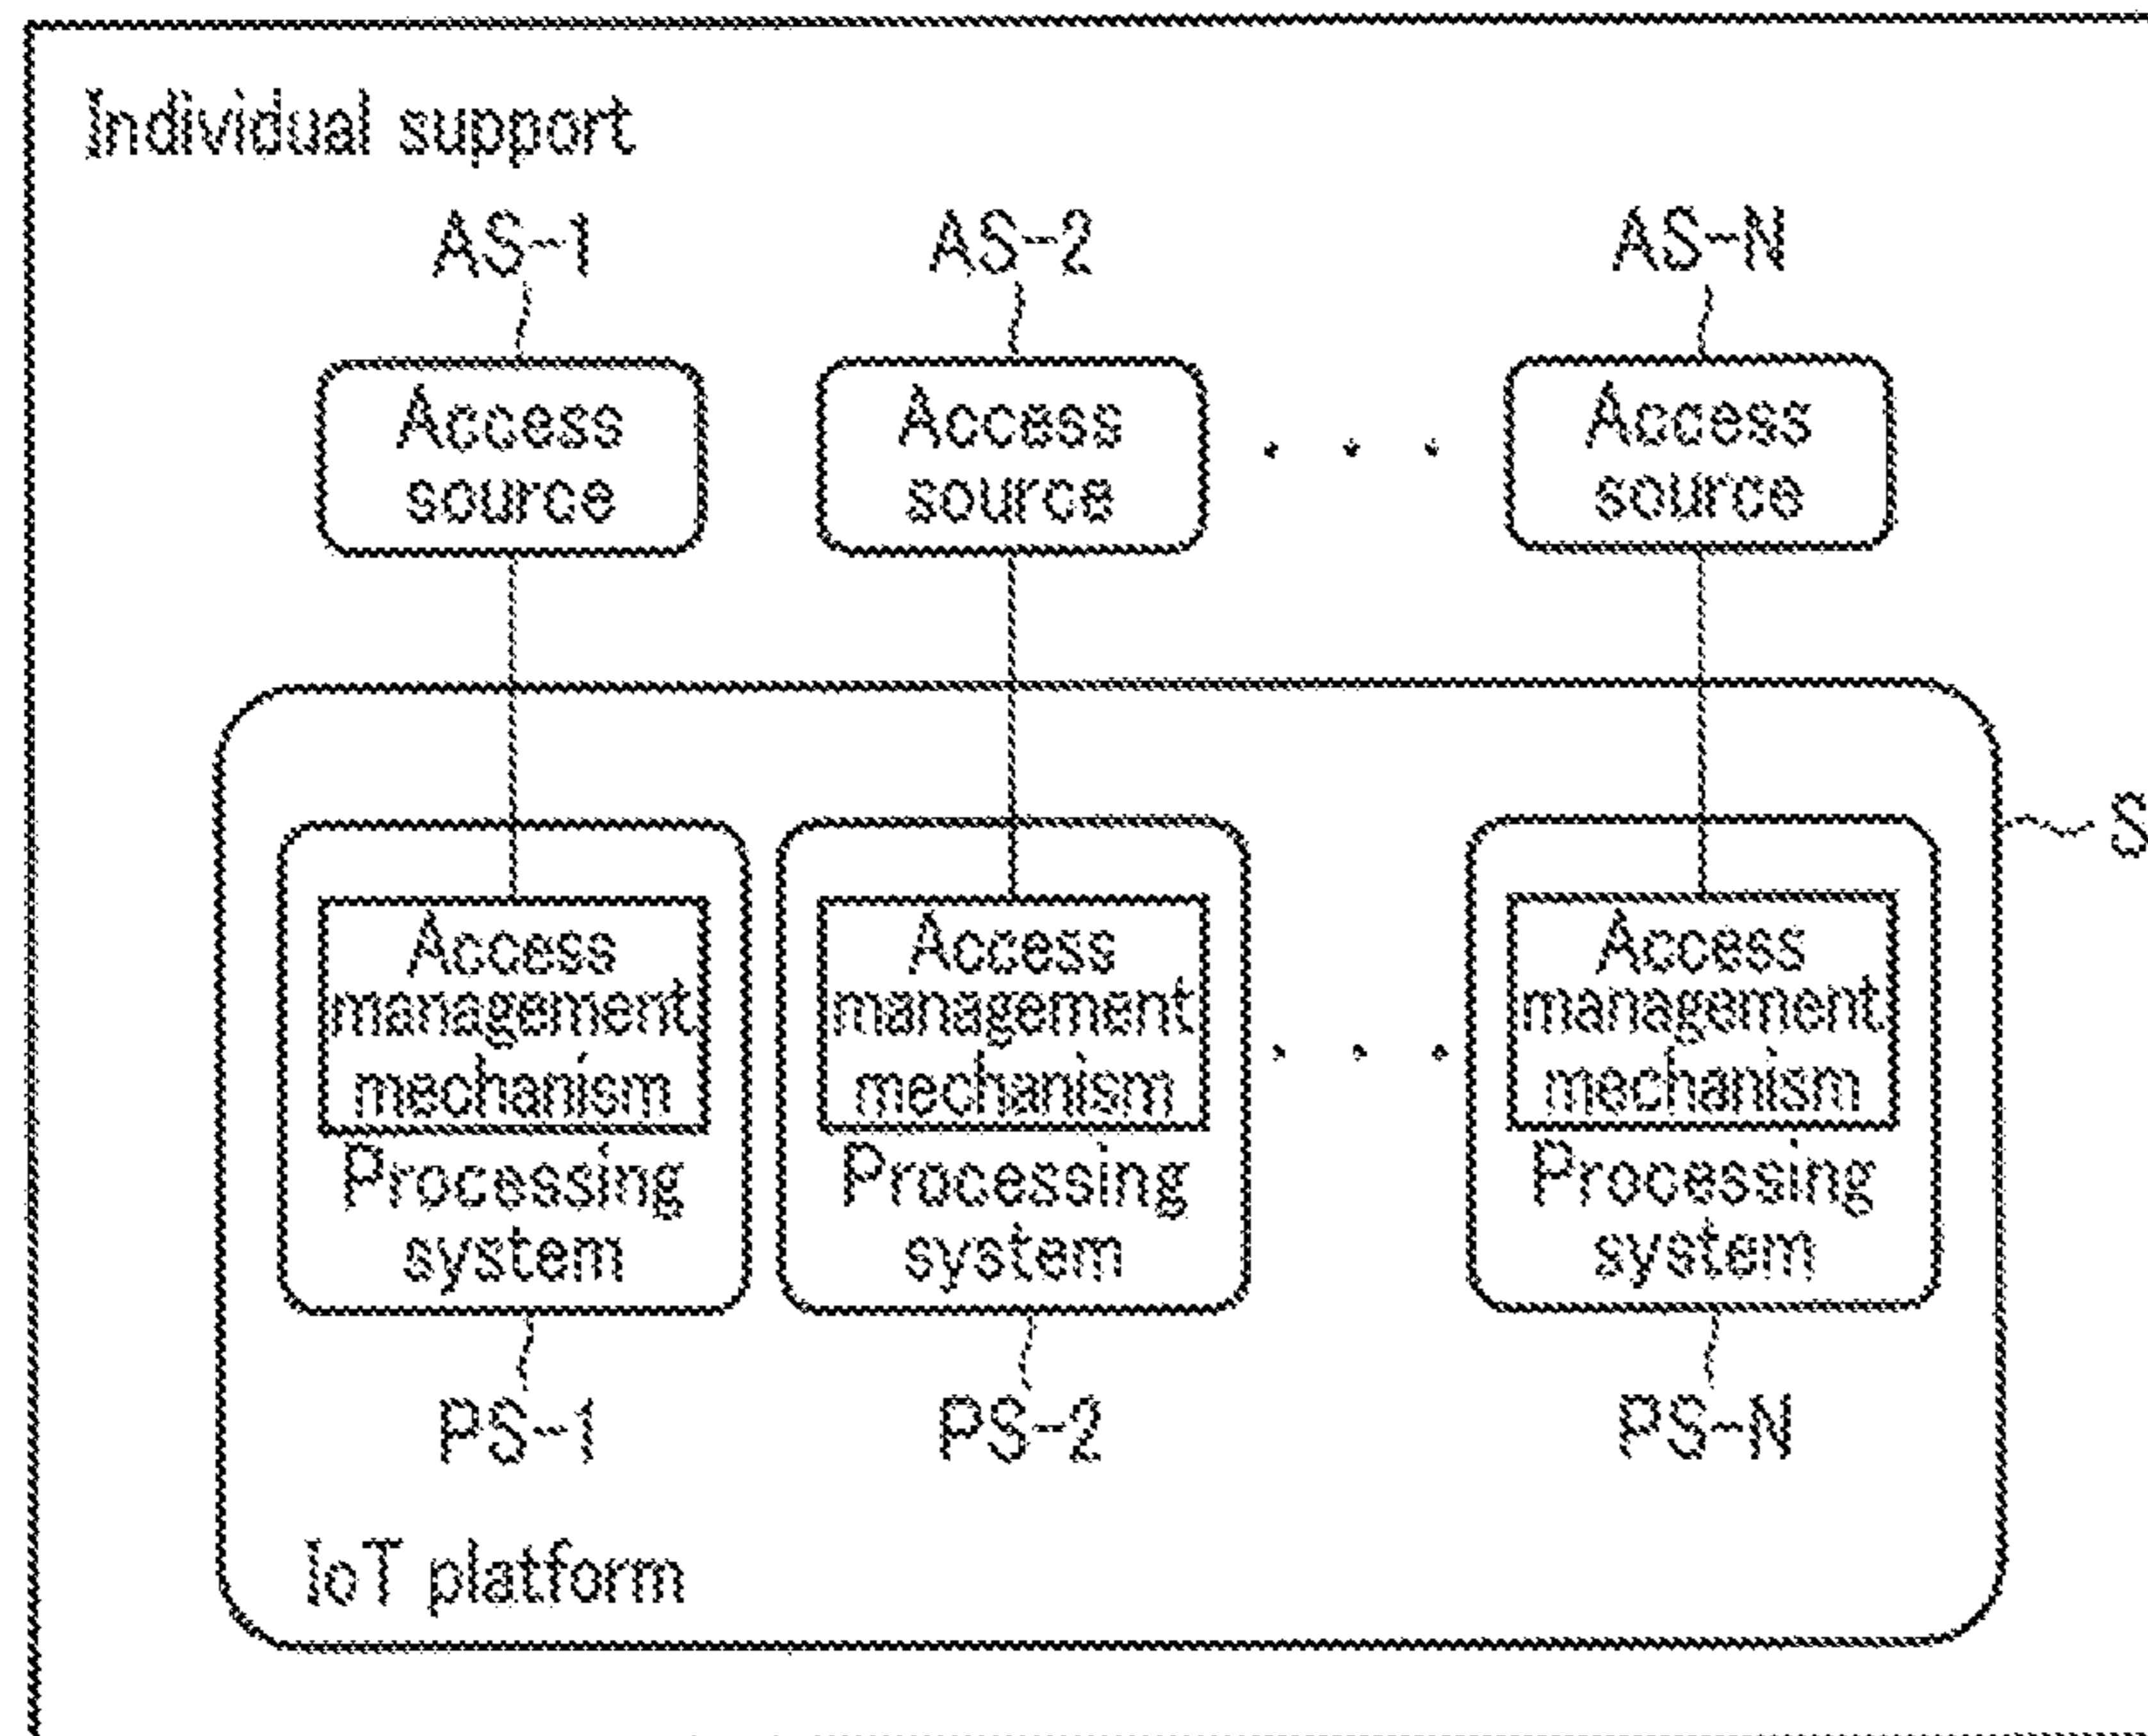 Individual support
AS-1 AS-2 AS-N
Access
source
Access
source
. . .
Access
source
S
Access
management
mechanism
Processing
system
Access
management
mechanism
Processing
system
. . .
Access
management
mechanism
Processing
system
PS-1 PS-2 PS-N
IoT platform